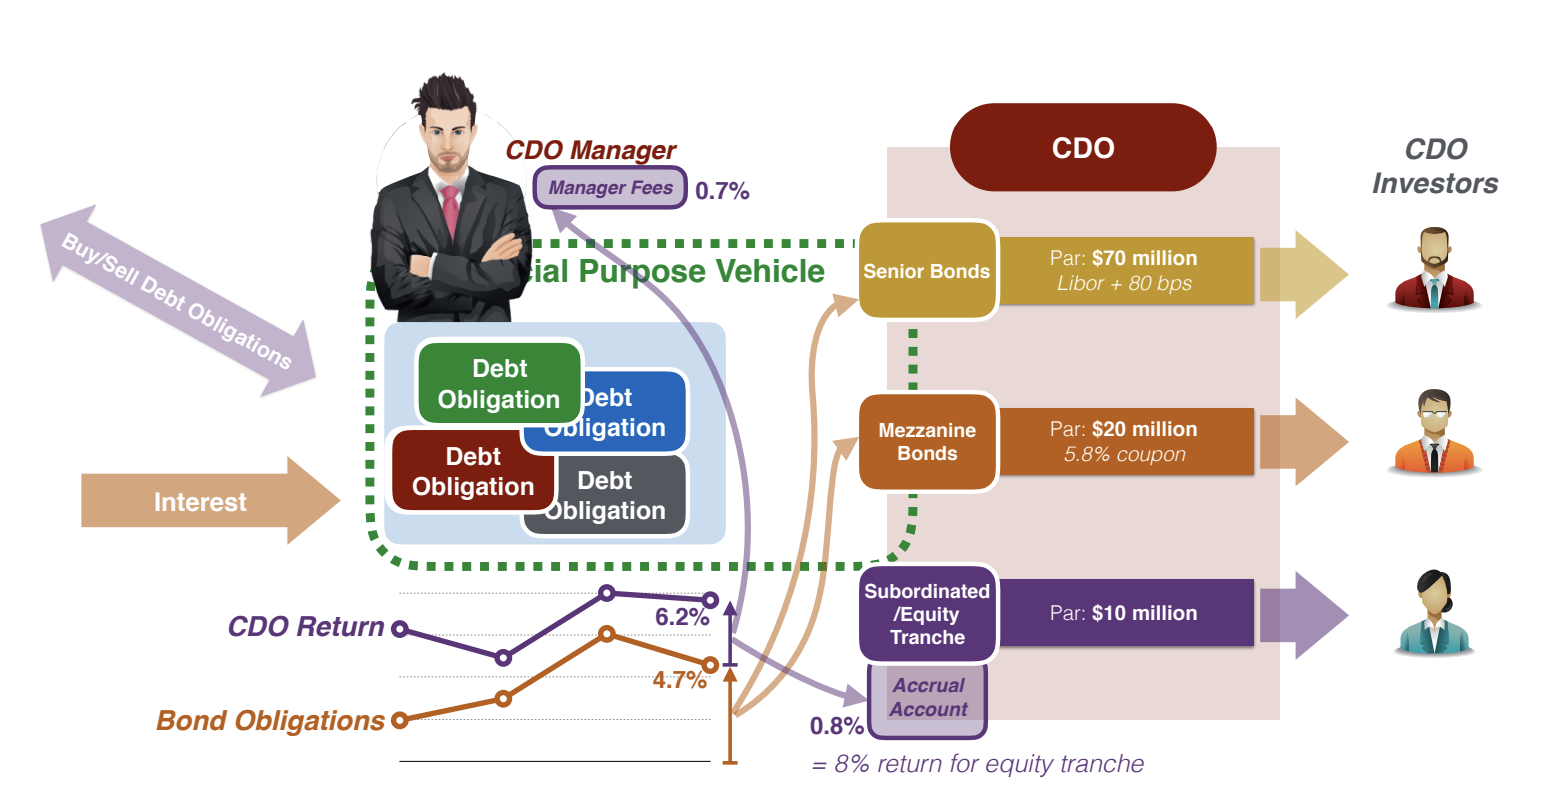 CDO Manager
Manager Fees
0.7%
CDO
CDO
Investors
Buy/Sell Debt Obligations
Purpose Vehicle
Senior Bonds
Par: $70 million
Libor + 80 bps
Debt
Obligation
Debt
Obligation
Debt
Obligation
Debt
Obligation
Mezzanine
Bonds
Par: $20 million
5.8% coupon
Interest
CDO Return
6.2%
4.7%
Bond Obligations
Subordinated
/Equity
Tranche
Par: $10 million
Accrual
Account
0.8%
= 8% return for equity tranche